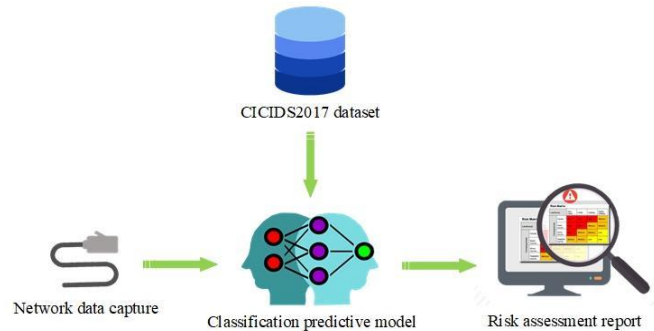 CICIDS2017 dataset
Network data capture
Classification predictive model
Risk assessment report